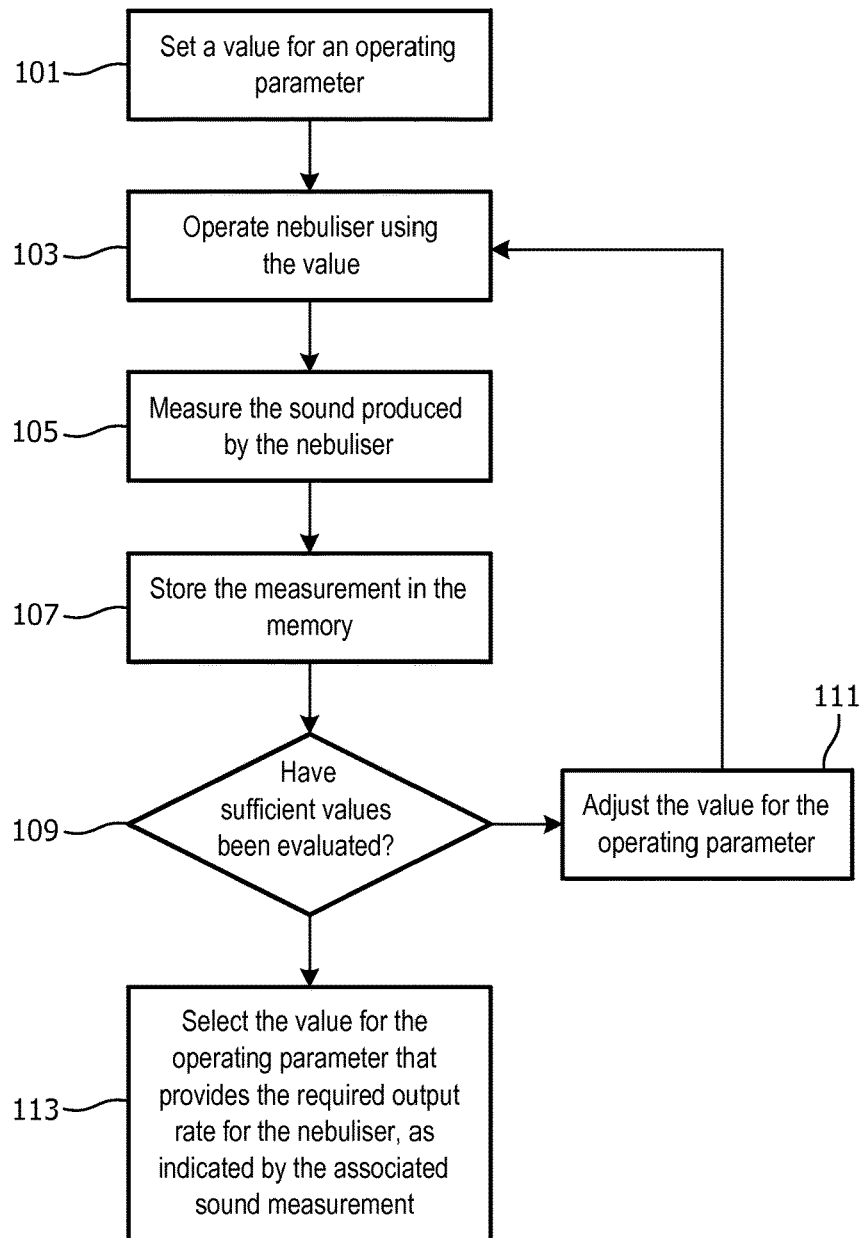 101
Set a value for an operating
parameter
103
Operate nebuliser using
the value
105
Measure the sound produced
by the nebuliser
107
Store the measurement in the
memory
109
Have
sufficient values
been evaluated?
111
Adjust the value for the
operating parameter
113
Select the value for the
operating parameter that
provides the required output
rate for the nebuliser, as
indicated by the associated
sound measurement